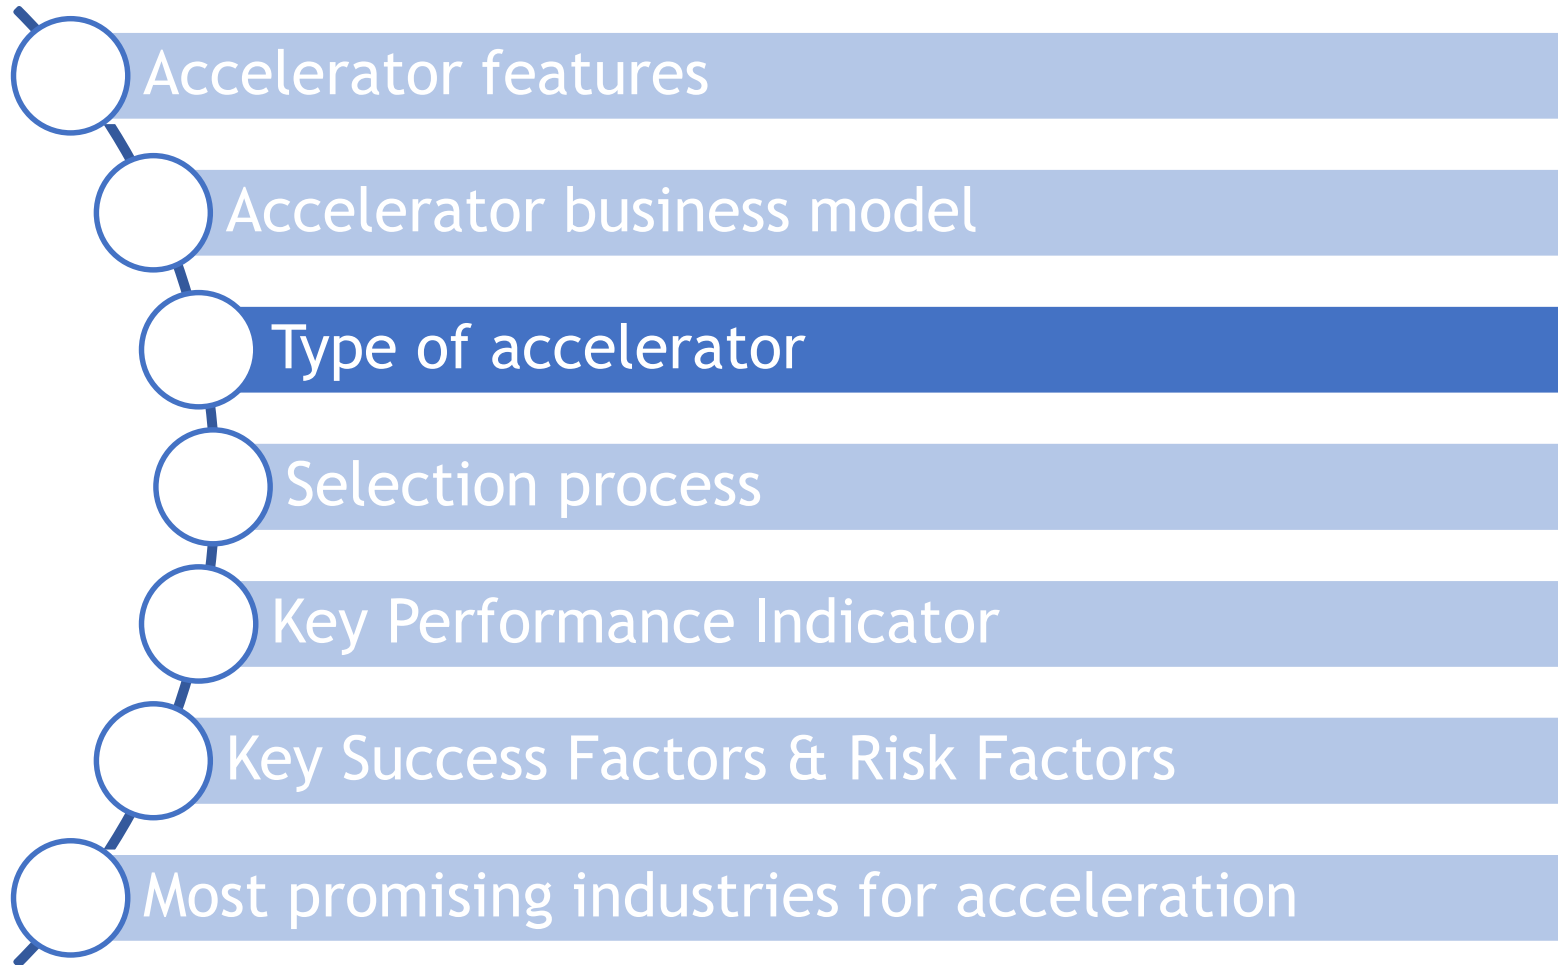 Accelerator features
Accelerator business model
Type of accelerator
Selection process
Key Performance Indicator
Key Success Factors & Risk Factors
Most promising industries for acceleration